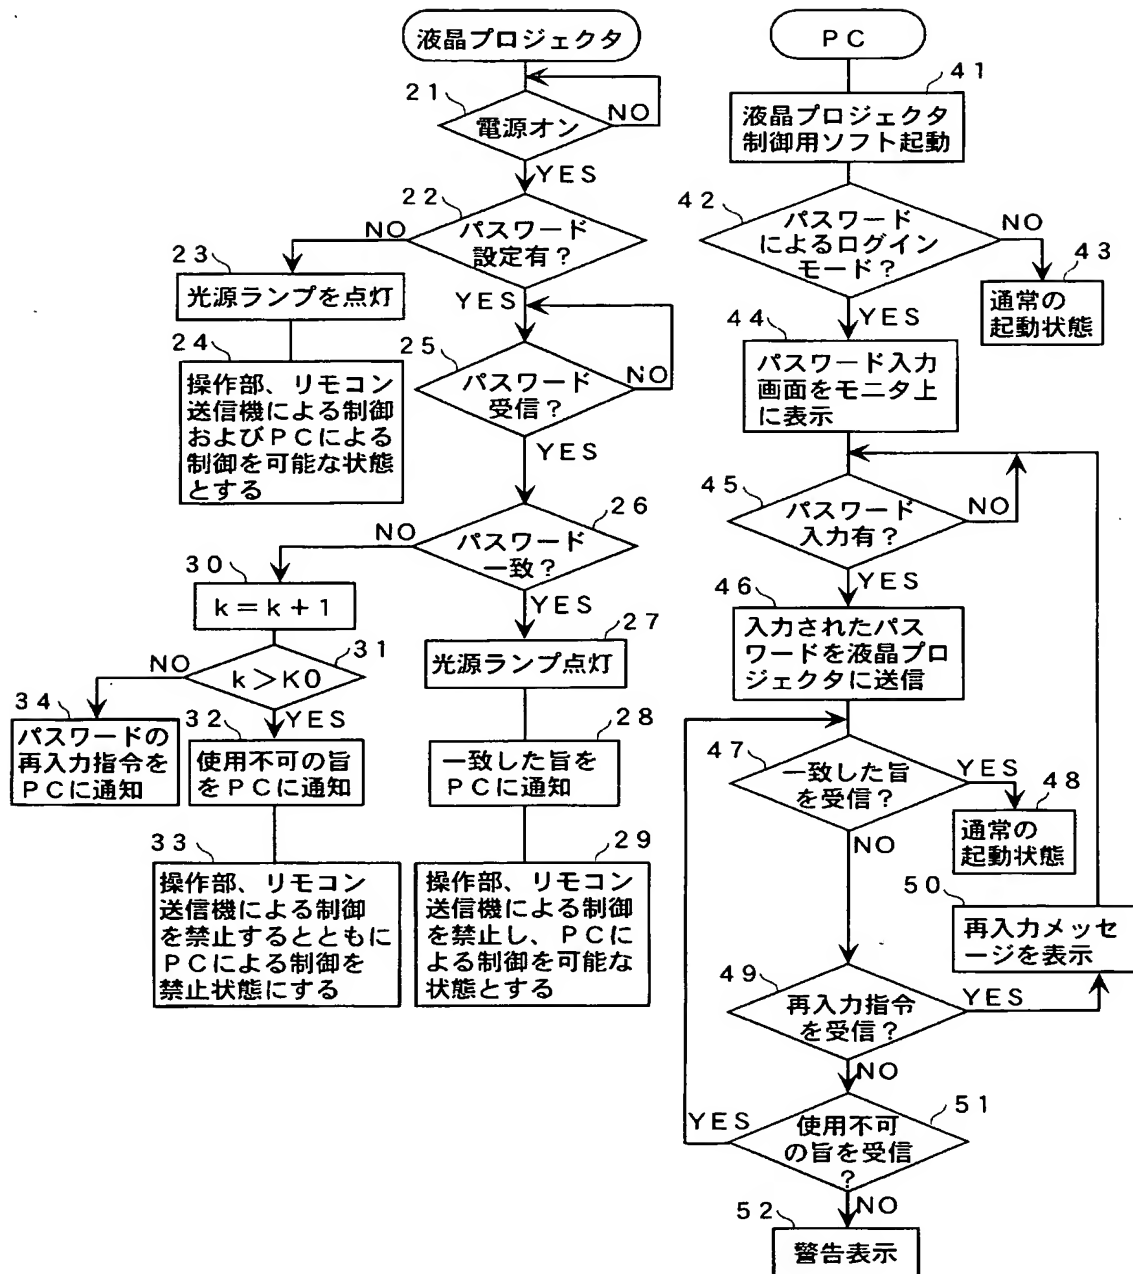 液晶プロジェクタ
21
電源オン
NO
YES
22
パスワード
設定有？
NO
YES
23
光源ランプを点灯
24
操作部、リモコン
送信機による制御
およびＰＣによる
制御を可能な状態
とする
25
パスワード
受信？
NO
YES
26
パスワード
一致？
NO
YES
27
光源ランプ点灯
28
一致した旨を
ＰＣに通知
29
操作部、リモコン
送信機による制御
を禁止し、ＰＣに
よる制御を可能な
状態とする
30
k＝k＋1
31
k＞K0
NO
YES
32
使用不可の旨
をＰＣに通知
33
操作部、リモコン
送信機による制御
を禁止するとともに
ＰＣによる制御を
禁止状態にする
34
パスワードの
再入力指令を
ＰＣに通知
ＰＣ
41
液晶プロジェクタ
制御用ソフト起動
42
パスワード
によるログイン
モード？
NO
YES
43
通常の
起動状態
44
パスワード入力
画面をモニタ上
に表示
45
パスワード
入力有？
NO
YES
46
入力されたパス
ワードを液晶プロ
ジェクタに送信
47
一致した旨
を受信？
YES
NO
48
通常の
起動状態
49
再入力指令
を受信？
YES
NO
50
再入力メッセ
ージを表示
51
使用不可
の旨を受信
？
YES
NO
52
警告表示